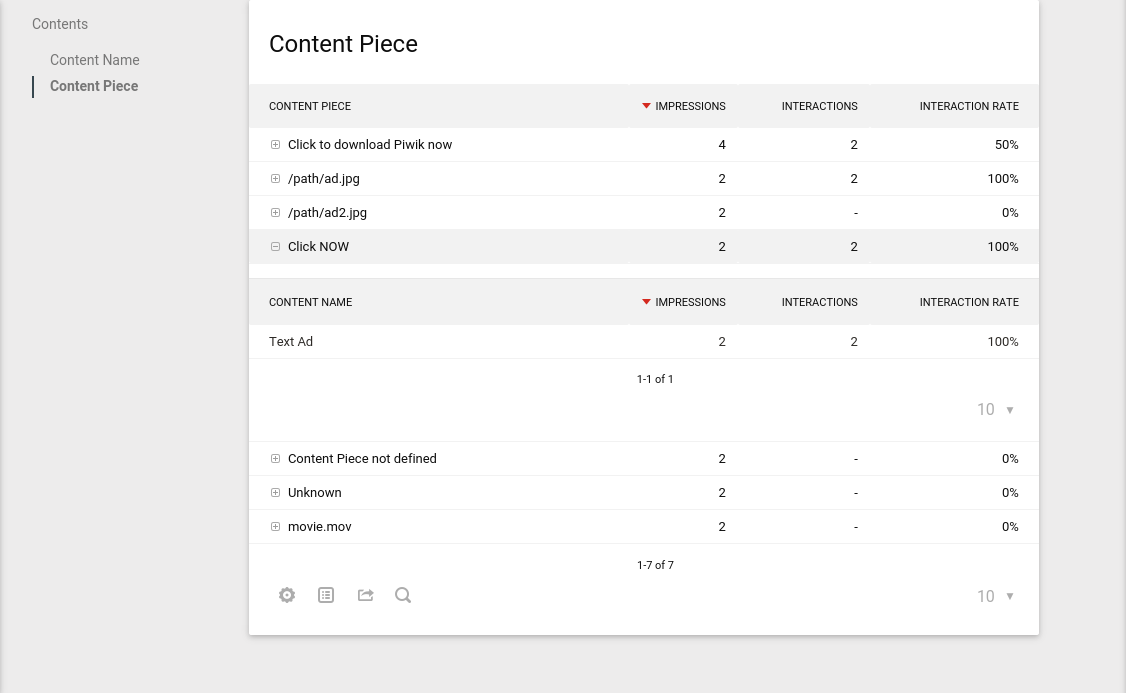 Contents
Content Name
Content Piece
Content Piece
CONTENT PIECE IMPRESSIONS INTERACTIONS INTERACTION RATE
Click to download Piwik now 4 2 50%
/path/ad.jpg 2 2 100%
/path/ad2.jpg 2 - 0%
Click NOW 2 2 100%
CONTENT NAME IMPRESSIONS INTERACTIONS INTERACTION RATE
Text Ad 2 2 100%
1-1 of 1
10
Content Piece not defined 2 - 0%
Unknown 2 - 0%
movie.mov 2 - 0%
1-7 of 7
10